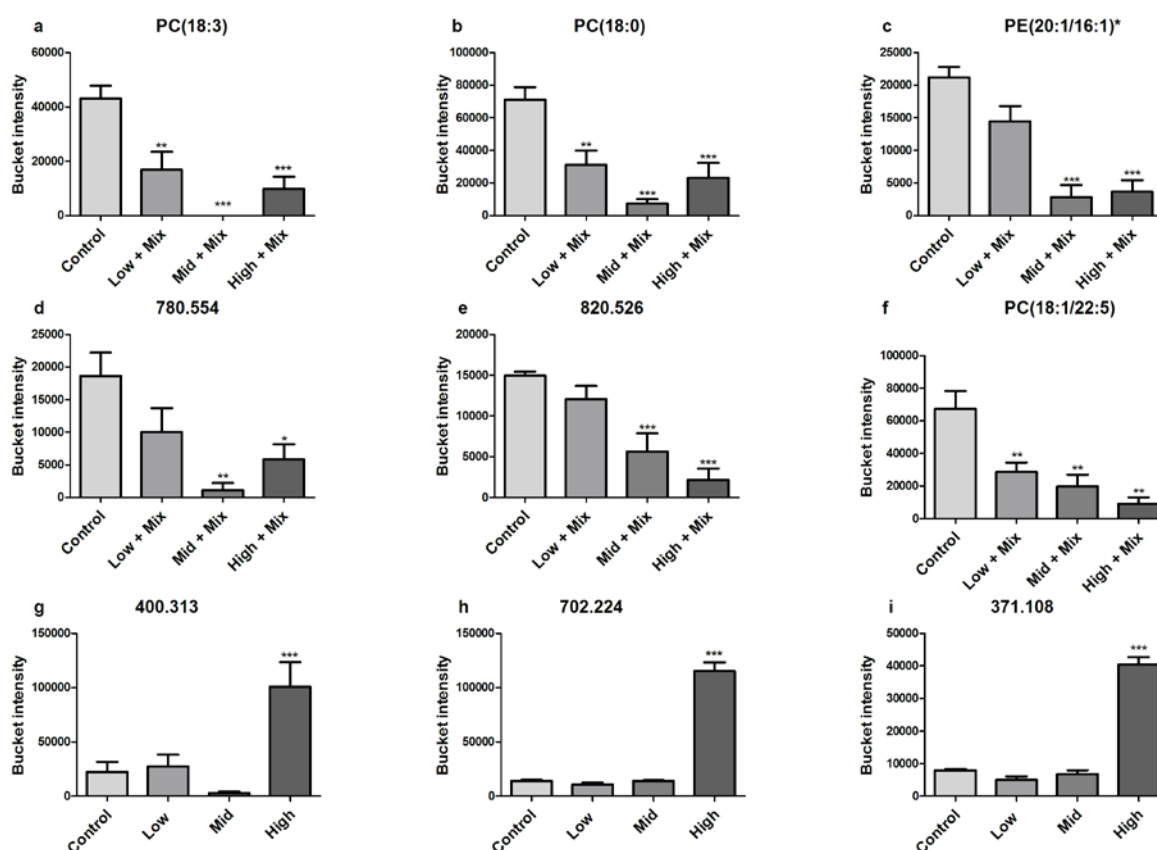 a PC(18:3)
Bucket intensity
60000
40000
20000
0
** *** ***
Control Low + Mix Mid + Mix High + Mix
b PC(18:0)
Bucket intensity
100000
80000
60000
40000
20000
0
** *** ***
Control Low + Mix Mid + Mix High + Mix
c PE(20:1/16:1)*
Bucket intensity
25000
20000
15000
10000
5000
0
*** ***
Control Low + Mix Mid + Mix High + Mix
d 780.554
Bucket intensity
25000
20000
15000
10000
5000
0
** *
Control Low + Mix Mid + Mix High + Mix
e 820.526
Bucket intensity
20000
15000
10000
5000
0
*** ***
Control Low + Mix Mid + Mix High + Mix
f PC(18:1/22:5)
Bucket intensity
100000
80000
60000
40000
20000
0
** ** **
Control Low + Mix Mid + Mix High + Mix
g 400.313
Bucket intensity
150000
100000
50000
0
***
Control Low Mid High
h 702.224
Bucket intensity
150000
100000
50000
0
***
Control Low Mid High
i 371.108
Bucket intensity
50000
40000
30000
20000
10000
0
***
Control Low Mid High